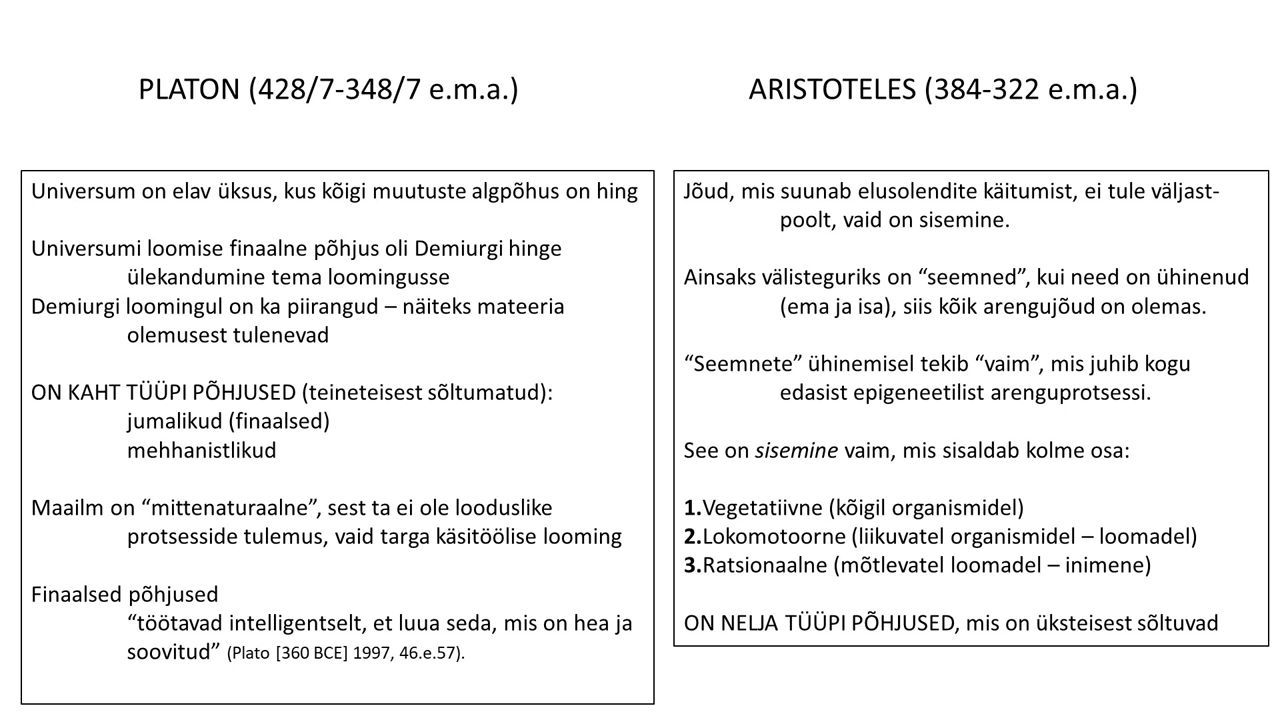 PLATON (428/7-348/7 e.m.a.)
Universum on elav üksus, kus kõigi muutuste algpõhus on hing
Universumi loomise finaalne põhjus oli Demiurgi hinge
ülekandumine tema loomingusse
Demiurgi loomingul on ka piirangud – näiteks mateeria
olemusest tulenevad
ON KAHT TÜÜPI PÕHJUSED (teineteisest sõltumatud):
jumalikud (finaalsed)
mehhanistlikud
Maailm on “mittenaturaalne”, sest ta ei ole looduslike
protsesside tulemus, vaid targa käsitöölise looming
Finaalsed põhjused
“töötavad intelligentselt, et luua seda, mis on hea ja
soovitud” (Plato [360 BCE] 1997, 46.e.57).
ARISTOTELES (384-322 e.m.a.)
Jõud, mis suunab elusolendite käitumist, ei tule väljast-
poolt, vaid on sisemine.
Ainsaks välisteguriks on “seemned”, kui need on ühinenud
(ema ja isa), siis kõik arengujõud on olemas.
“Seemnete” ühinemisel tekib “vaim”, mis juhib kogu
edasist epigeneetilist arenguprotsessi.
See on sisemine vaim, mis sisaldab kolme osa:
1.Vegetatiivne (kõigil organismidel)
2.Lokomotoorne (liikuvatel organismidel – loomadel)
3.Ratsionaalne (mõtlevatel loomadel – inimene)
ON NELJA TÜÜPI PÕHJUSED, mis on üksteisest sõltuvad